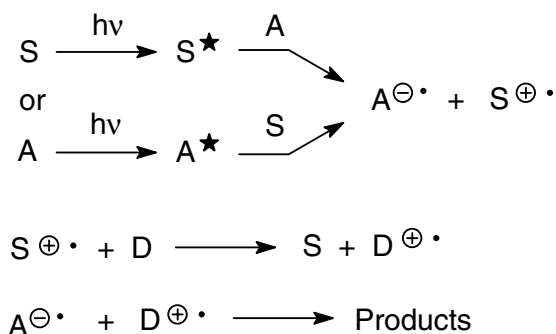 S hν S★ A
or A⊖• + S⊕•
A hν A★ S
S⊕• + D S + D⊕•
A⊖• + D⊕• Products